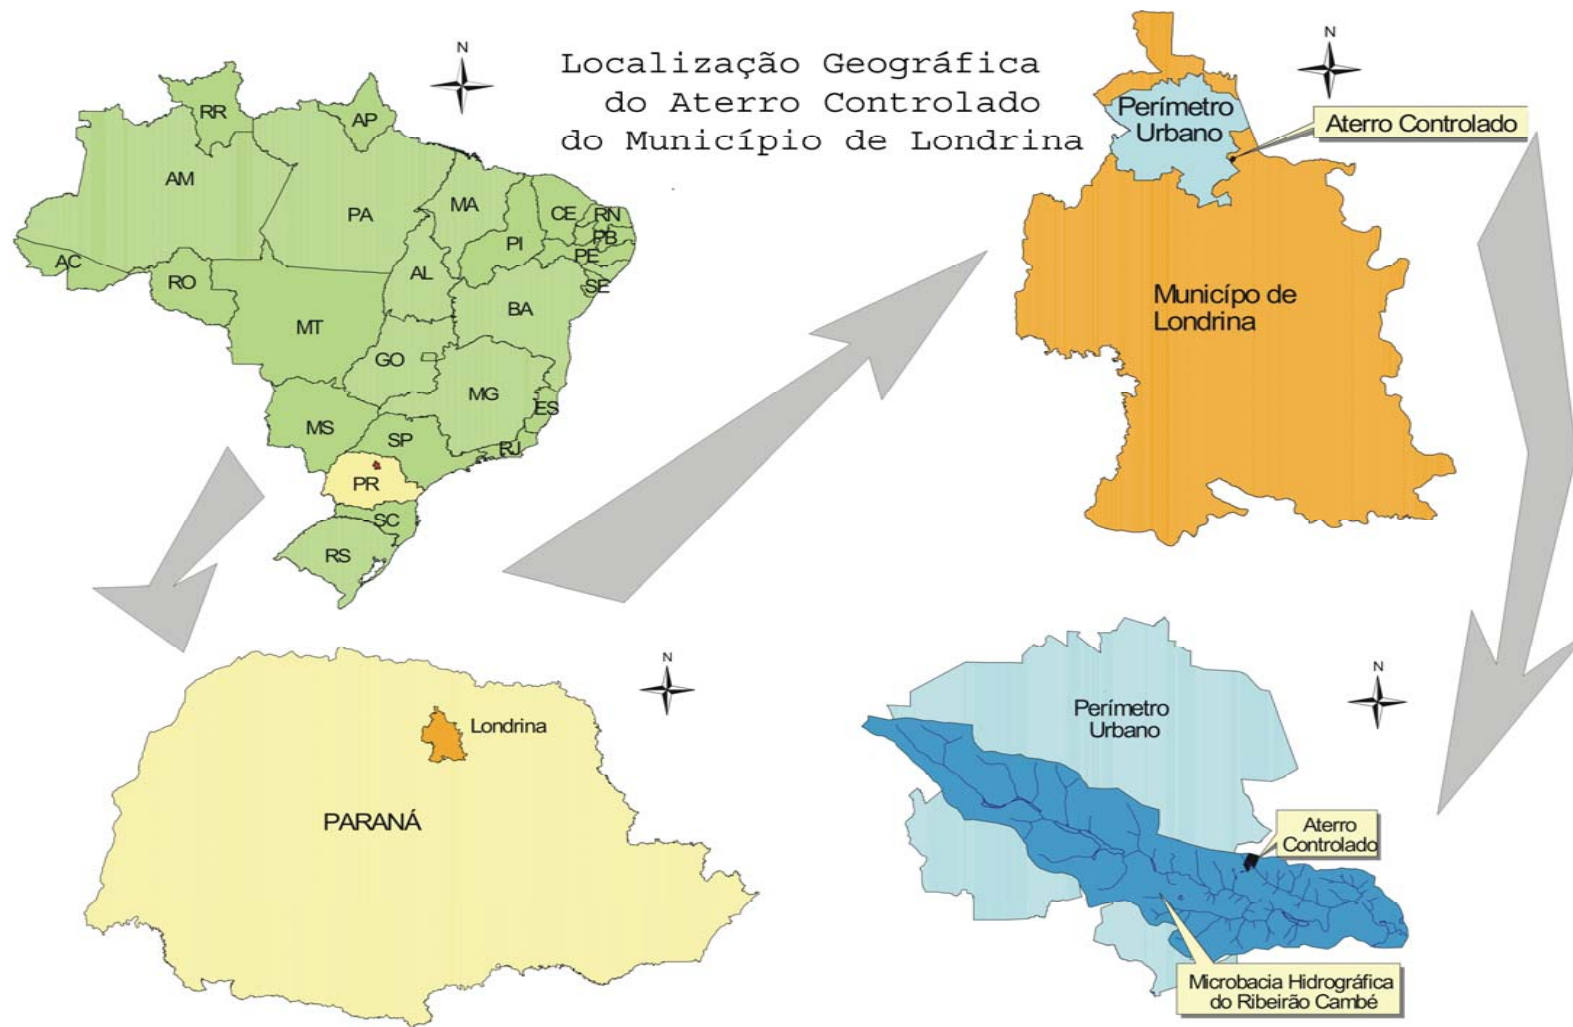 N
Localização Geográfica
do Aterro Controlado
do Município de Londrina
RR
AP
AM
PA
MA
CE
RN
PB
PI
PE
AC
RO
AL
SE
BA
MT
GO
MG
ES
MS
SP
RJ
PR
SC
RS
N
Perímetro
Urbano
Aterro Controlado
Municípo de
Londrina
N
Londrina
PARANÁ
N
Perímetro
Urbano
Aterro
Controlado
Microbacia Hidrográfica
do Ribeirão Cambé